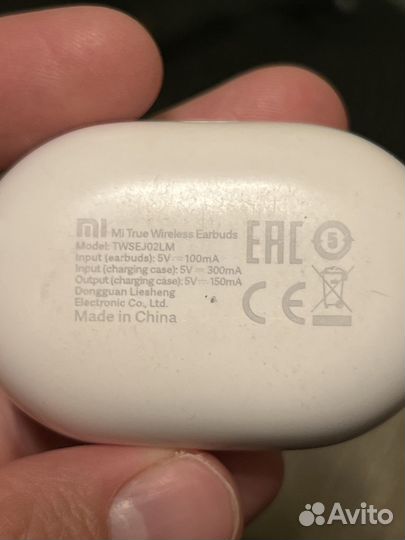 mi Mi True Wireless Earbuds
Model: TWSEJ02LM
Input (earbuds): 5V⎓100mA
Input (charging case): 5V⎓300mA
Output (charging case): 5V⎓150mA
Dongguan Liesheng
Electronic Co., Ltd.
Made in China
EAC 5
CE
Avito